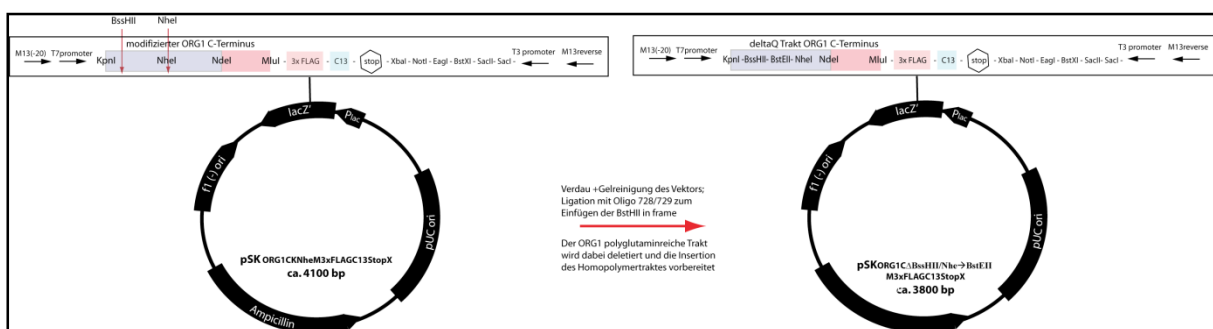 BssHII NheI
modifizierter ORG1 C-Terminus
M13(-20) T7promoter
KpnI NheI NdeI MluI - 3x FLAG - C13 - stop - XbaI - NotI - EagI - BstXI - SacII- SacI -
T3 promoter M13reverse
lacZ'
Plac
f1 (-) ori
pUC ori
pSK ORG1CKNheM3xFLAGC13StopX
ca. 4100 bp
Ampicillin
Verdau +Gelreinigung des Vektors;
Ligation mit Oligo 728/729 zum
Einfügen der BstHII in frame
Der ORG1 polyglutaminreiche Trakt
wird dabei deletiert und die Insertion
des Homopolymertraktes vorbereitet
deltaQ Trakt ORG1 C-Terminus
M13(-20) T7promoter
KpnI -BssHII- BstEII- NheI NdeI MluI - 3x FLAG - C13 - stop - XbaI - NotI - EagI - BstXI - SacII- SacI -
T3 promoter M13reverse
lacZ'
Plac
f1 (-) ori
pUC ori
pSKORG1CΔBssHII/Nhe→BstEII
M3xFLAGC13StopX
ca. 3800 bp